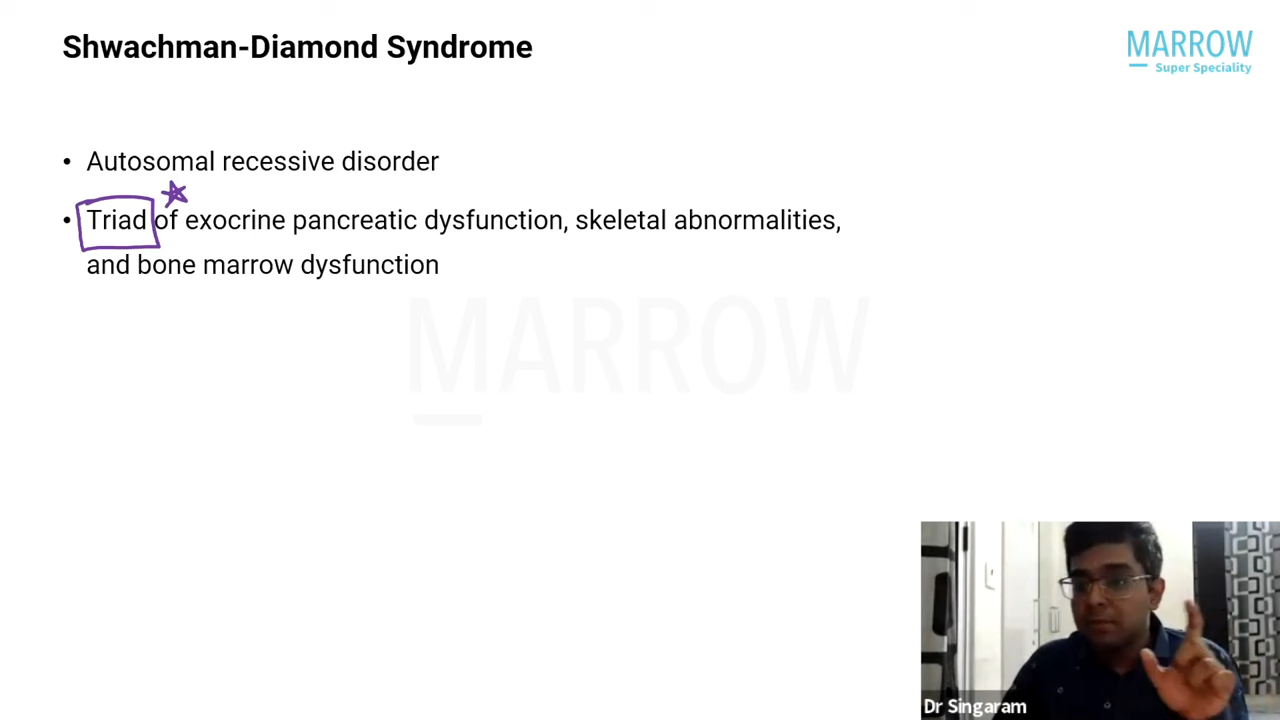 Shwachman-Diamond Syndrome
MARROW
Super Speciality
• Autosomal recessive disorder
• Triad of exocrine pancreatic dysfunction, skeletal abnormalities,
and bone marrow dysfunction
MARROW
Dr Singaram